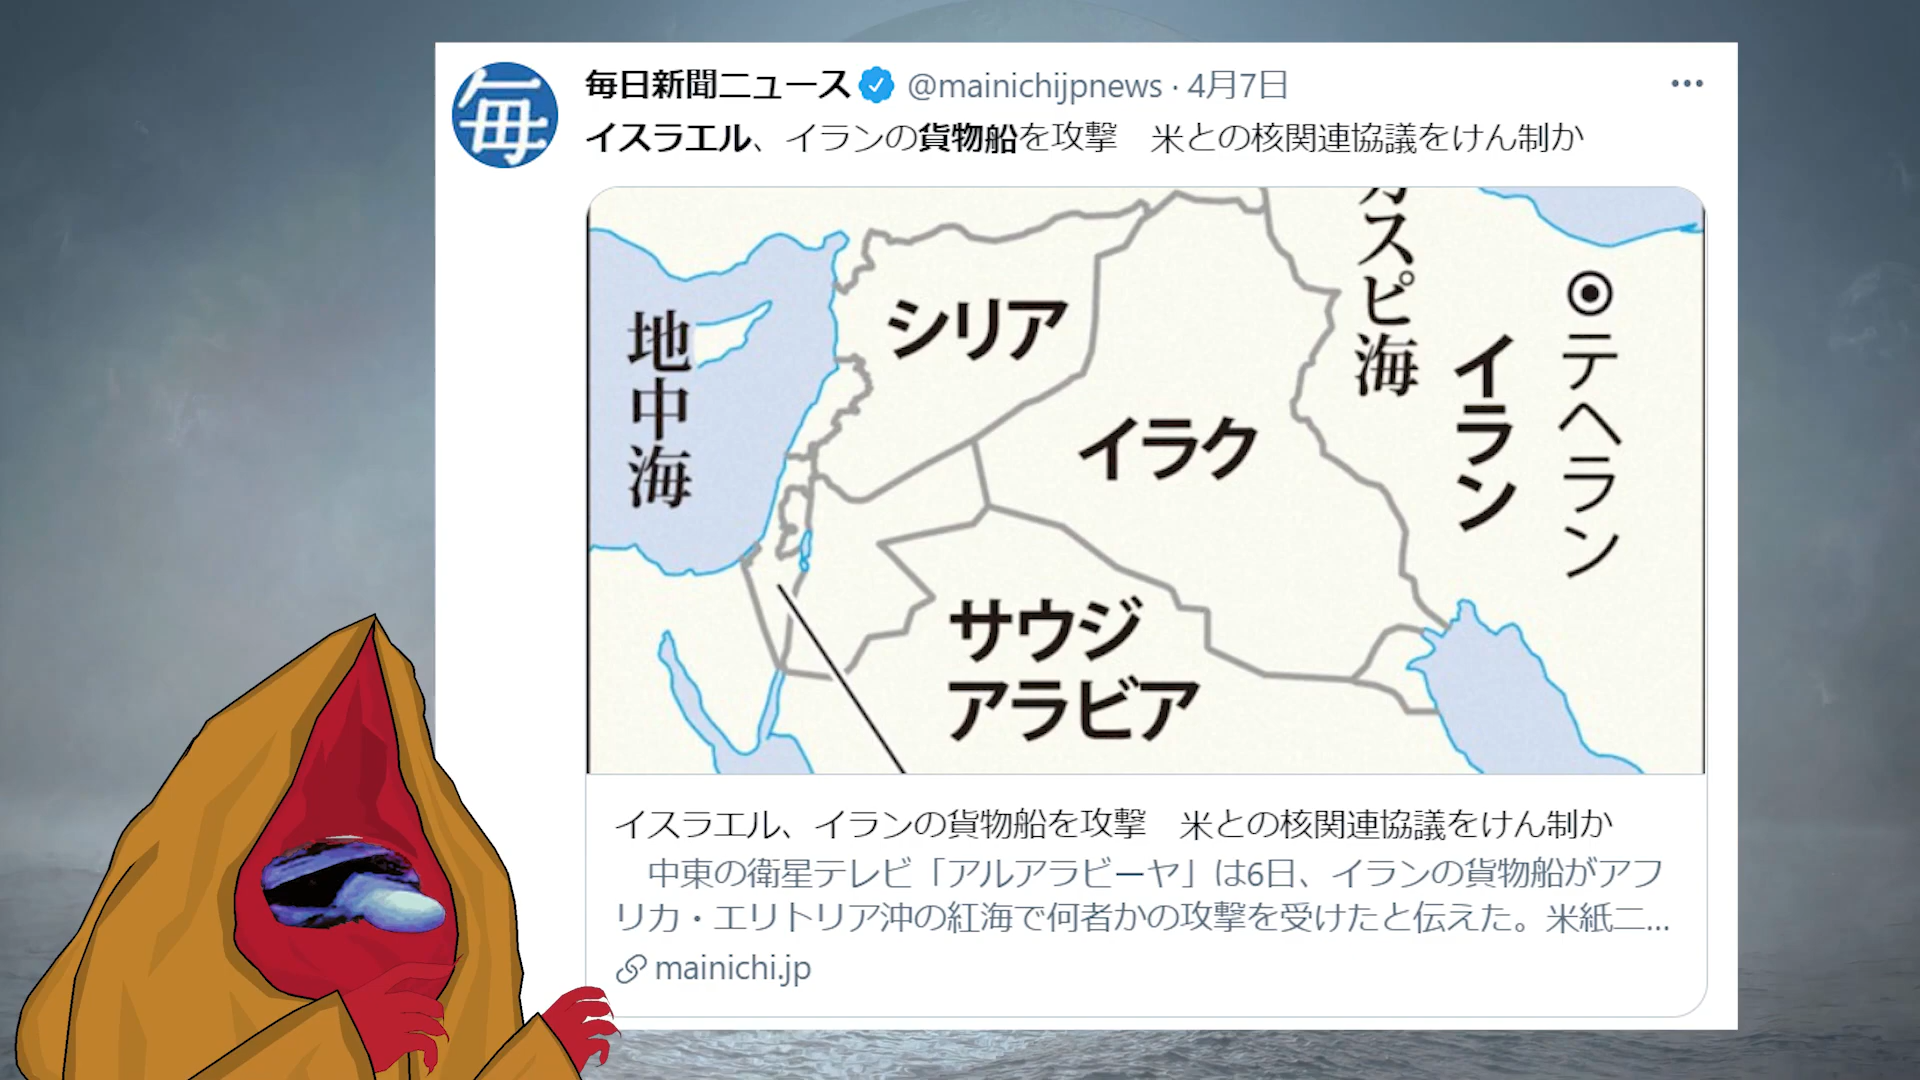 毎
毎日新聞ニュース @mainichijpnews · 4月7日
イスラエル、イランの貨物船を攻撃　米との核関連協議をけん制か
地中海
シリア
イラク
カスピ海
イラン
テヘラン
サウジ
アラビア
イスラエル、イランの貨物船を攻撃　米との核関連協議をけん制か
中東の衛星テレビ「アルアラビーヤ」は6日、イランの貨物船がアフ
リカ・エリトリア沖の紅海で何者かの攻撃を受けたと伝えた。米紙ニ...
mainichi.jp